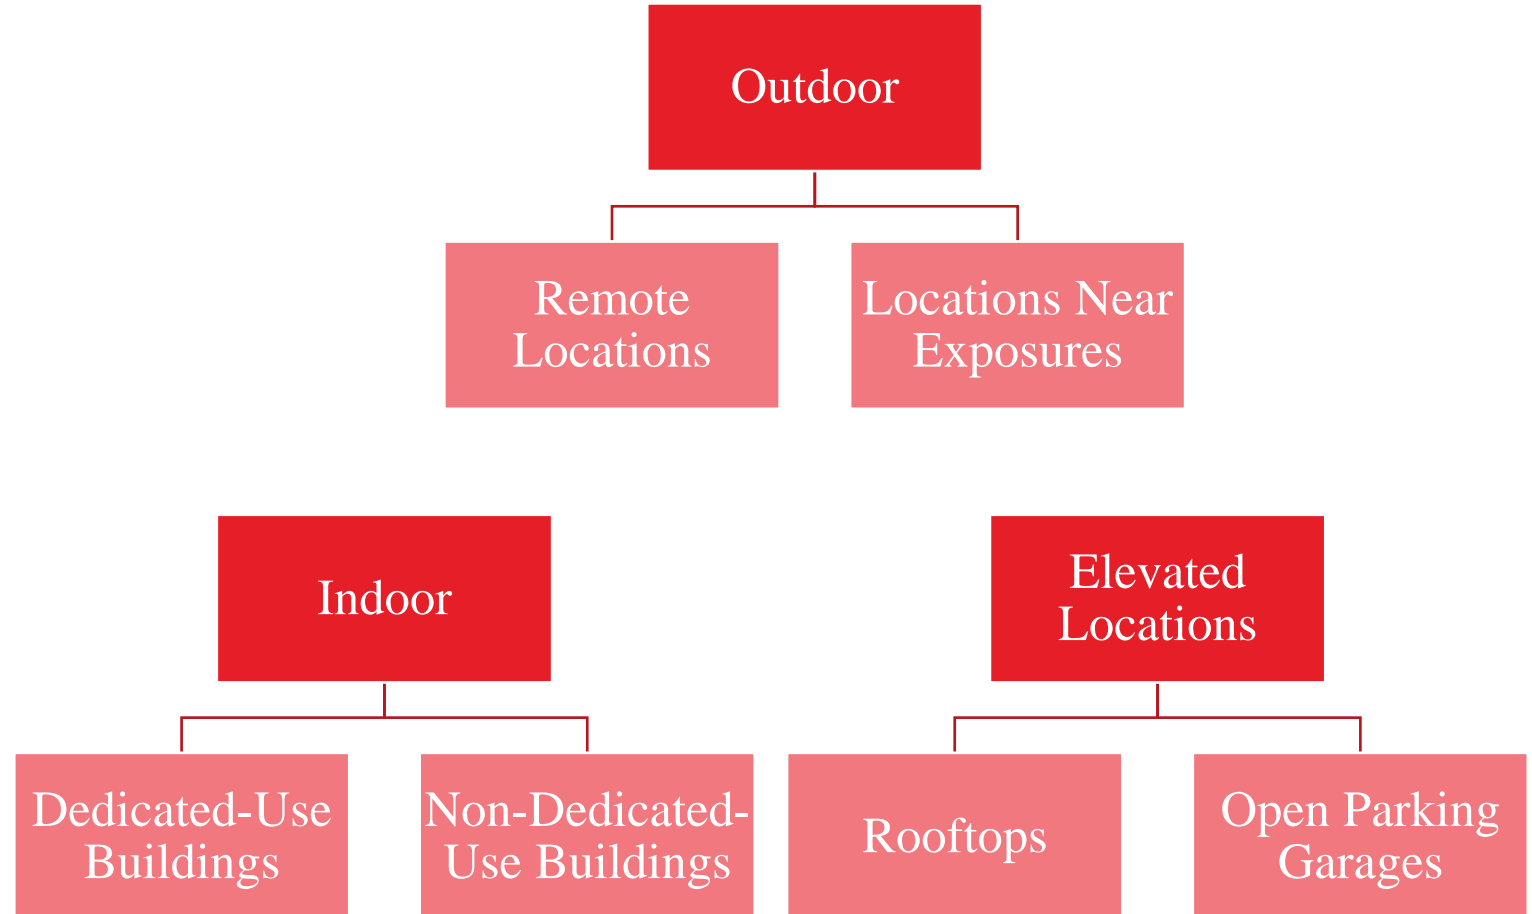 Outdoor
Remote
Locations
Locations Near
Exposures
Indoor
Elevated
Locations
Dedicated-Use
Buildings
Non-Dedicated-
Use Buildings
Rooftops
Open Parking
Garages